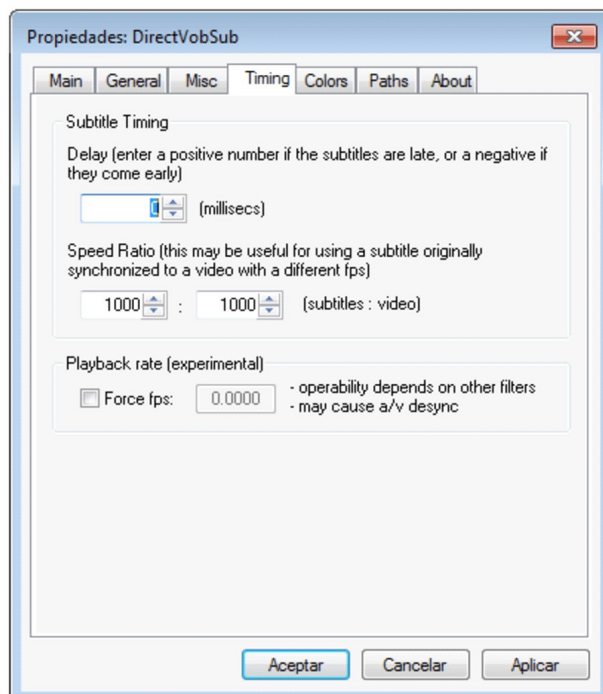 Propiedades: DirectVobSub
Main General Misc Timing Colors Paths About
Subtitle Timing
Delay (enter a positive number if the subtitles are late, or a negative if
they come early)
0 (millisecs)
Speed Ratio (this may be useful for using a subtitle originally
synchronized to a video with a different fps)
1000 : 1000 (subtitles : video)
Playback rate (experimental)
Force fps: 0.0000 - operability depends on other filters
- may cause a/v desync
Aceptar Cancelar Aplicar